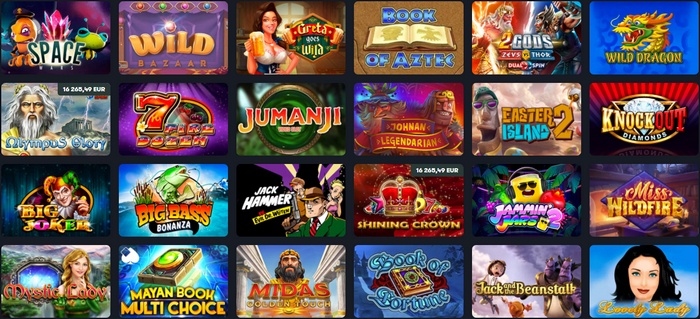 SPACE
WARS
WILD
BAZAAR
Greta
goes
Wild
BOOK
OF AZTEC
2 GODS
ZEVS THOR
DUAL SPIN
WILD DRAGON
16 265,49 EUR
Olympus Glory
7
FIRE
JUMANJI
JOHNAN
LEGENDARIAN
EASTER
ISLAND 2
KNOCKOUT
DIAMONDS
BIG
JOKER
BIG BASS
BONANZA
JACK
HAMMER
16 265,49 EUR
SHINING CROWN
JAMMIN'
JARS 2
Miss
WILDFIRE
Mystic Lady
MAYAN BOOK
MULTI CHOICE
MIDAS
GOLDEN TOUCH
Book of
Fortune
Jack and the Beanstalk
Lovely Lady